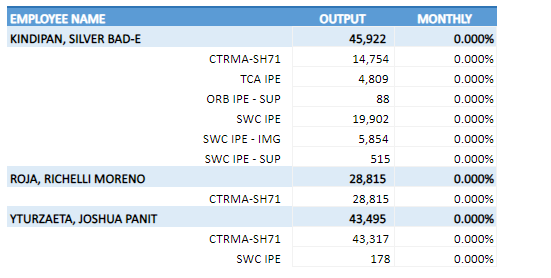 EMPLOYEE NAME OUTPUT MONTHLY
KINDIPAN, SILVER BAD-E 45,922 0.000%
CTRMA-SH71 14,754 0.000%
TCA IPE 4,809 0.000%
ORB IPE - SUP 88 0.000%
SWC IPE 19,902 0.000%
SWC IPE - IMG 5,854 0.000%
SWC IPE - SUP 515 0.000%
ROJA, RICHELLI MORENO 28,815 0.000%
CTRMA-SH71 28,815 0.000%
YTURZAETA, JOSHUA PANIT 43,495 0.000%
CTRMA-SH71 43,317 0.000%
SWC IPE 178 0.000%